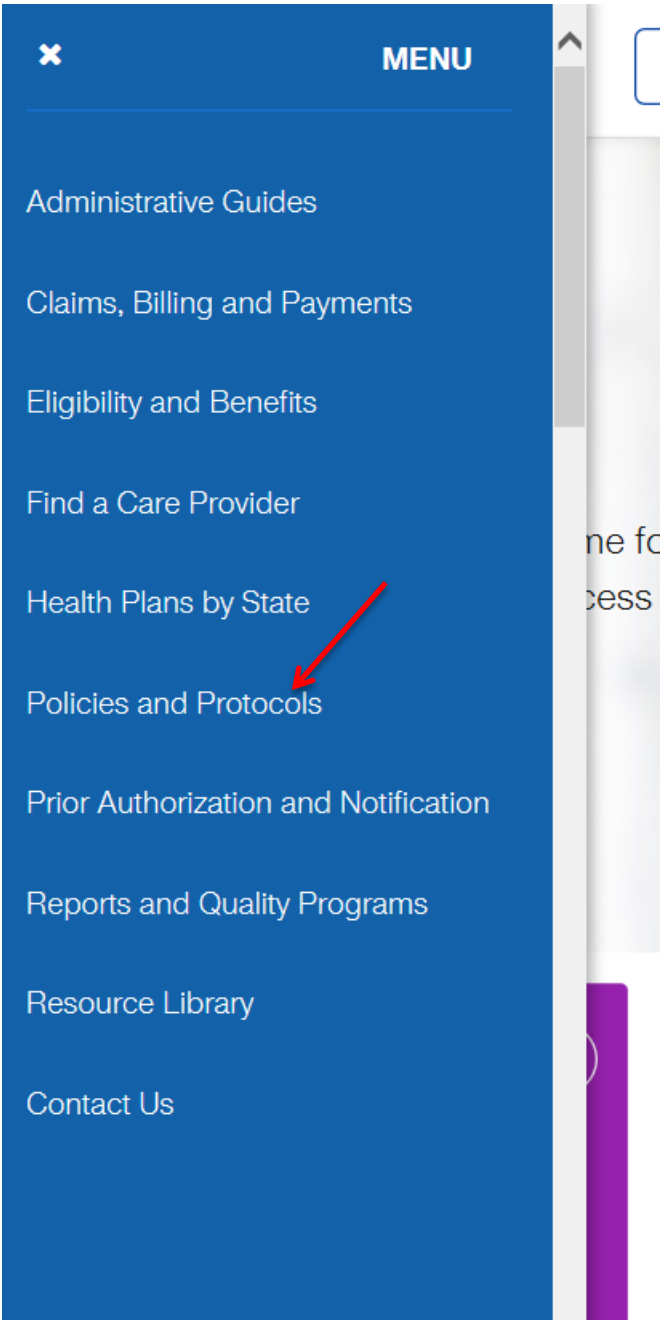 MENU
Administrative Guides
Claims, Billing and Payments
Eligibility and Benefits
Find a Care Provider
Health Plans by State
Policies and Protocols
Prior Authorization and Notification
Reports and Quality Programs
Resource Library
Contact Us